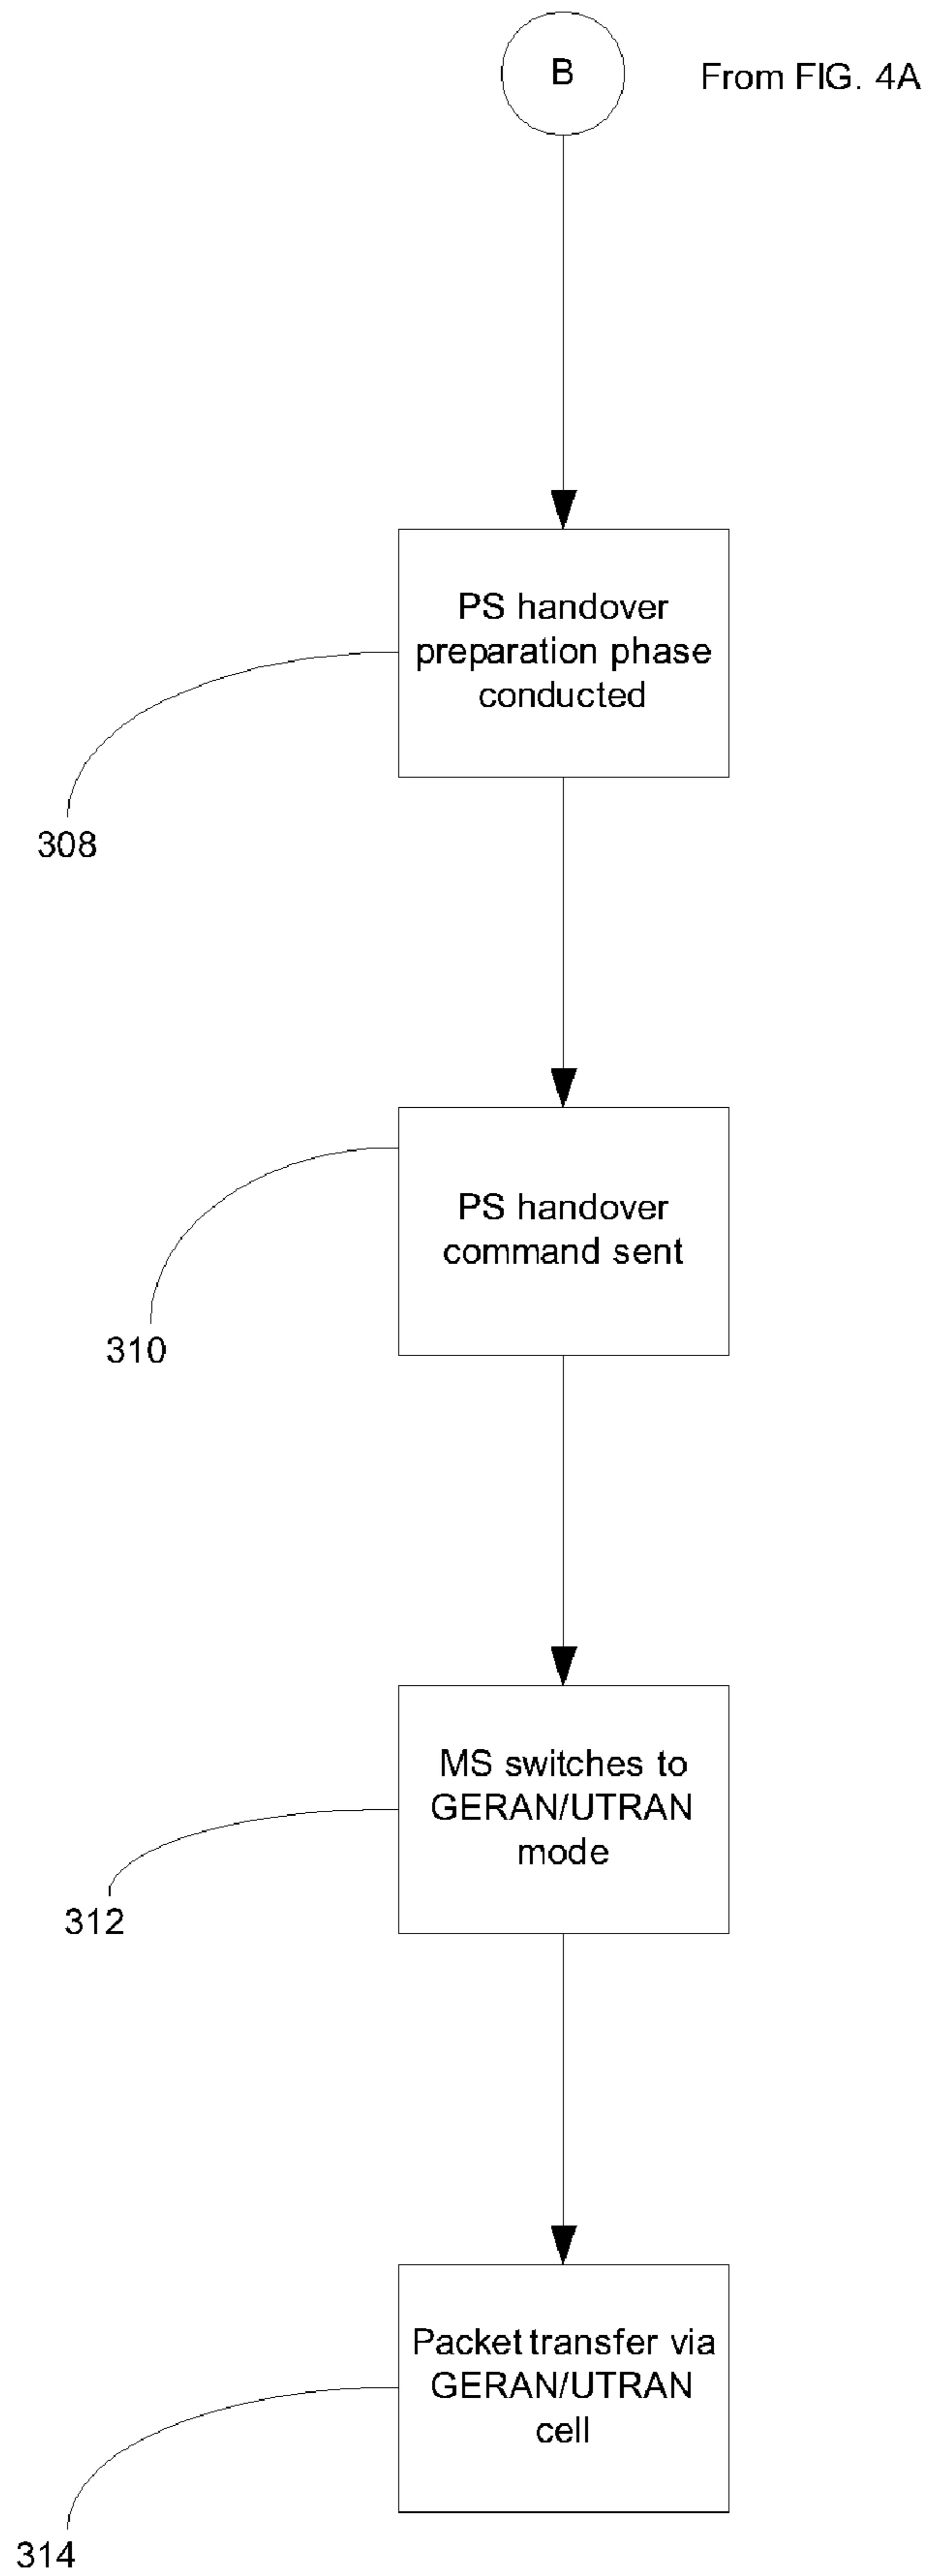 B
From FIG. 4A
PS handover
preparation phase
conducted
308
PS handover
command sent
310
MS switches to
GERAN/UTRAN
mode
312
Packet transfer via
GERAN/UTRAN
cell
314